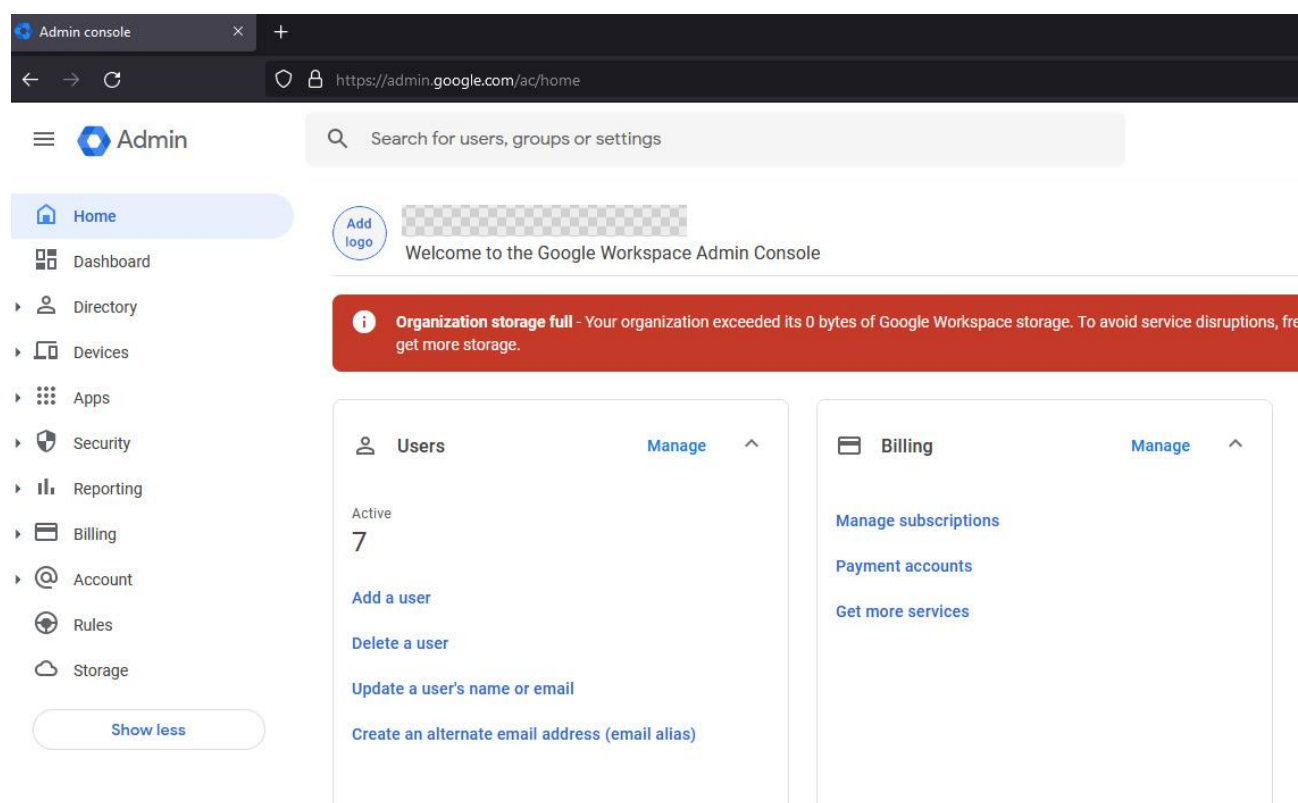 Admin console
https://admin.google.com/ac/home
Admin
Search for users, groups or settings
Home
Dashboard
Directory
Devices
Apps
Security
Reporting
Billing
Account
Rules
Storage
Show less
Add
logo
Welcome to the Google Workspace Admin Console
Organization storage full - Your organization exceeded its 0 bytes of Google Workspace storage. To avoid service disruptions, fre
get more storage.
Users
Manage
Active
7
Add a user
Delete a user
Update a user's name or email
Create an alternate email address (email alias)
Billing
Manage
Manage subscriptions
Payment accounts
Get more services